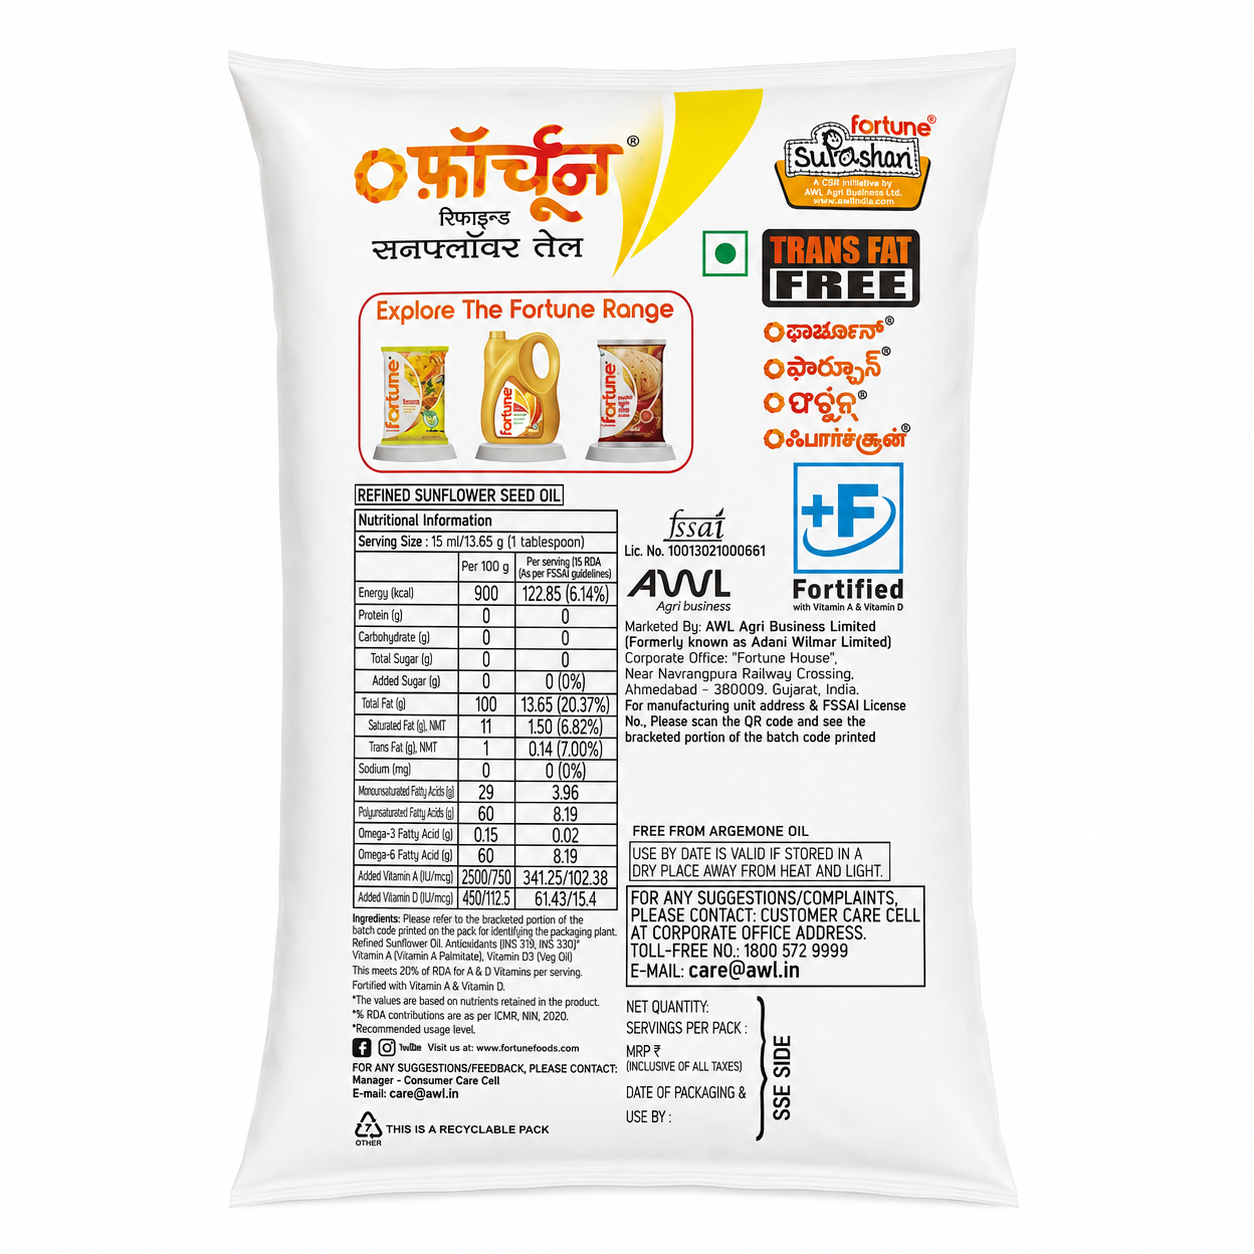 फ़ॉर्चून®
रिफाइन्ड
सनफ्लॉवर तेल
fortune®
SuPoshan
A CSR Initiative by
AWL Agri Business Ltd.
www.awlindia.com
TRANS FAT
FREE
Explore The Fortune Range
fortune
fortune
fortune
ഫോർച്യൂൺ®
ఫార్చూన్®
ಫಾರ್ಚೂನ್®
ஃபார்ச்சூன்®
+F
Fortified
with Vitamin A & Vitamin D
REFINED SUNFLOWER SEED OIL
Nutritional Information
Serving Size : 15 ml/13.65 g (1 tablespoon)
Per 100 g Per serving (15 RDA
(As per FSSAI guidelines)
Energy (kcal) 900 122.85 (6.14%)
Protein (g) 0 0
Carbohydrate (g) 0 0
Total Sugar (g) 0 0
Added Sugar (g) 0 0 (0%)
Total Fat (g) 100 13.65 (20.37%)
Saturated Fat (g), NMT 11 1.50 (6.82%)
Trans Fat (g), NMT 1 0.14 (7.00%)
Sodium (mg) 0 0 (0%)
Monounsaturated Fatty Acids (g) 29 3.96
Polyunsaturated Fatty Acids (g) 60 8.19
Omega-3 Fatty Acid (g) 0.15 0.02
Omega-6 Fatty Acid (g) 60 8.19
Added Vitamin A (IU/mcg) 2500/750 341.25/102.38
Added Vitamin D (IU/mcg) 450/112.5 61.43/15.4
Ingredients: Please refer to the bracketed portion of the
batch code printed on the pack for identifying the packaging plant.
Refined Sunflower Oil. Antioxidants (INS 319, INS 330)*
Vitamin A (Vitamin A Palmitate), Vitamin D3 (Veg Oil)
This meets 20% of RDA for A & D Vitamins per serving.
Fortified with Vitamin A & Vitamin D.
*The values are based on nutrients retained in the product.
*% RDA contributions are as per ICMR, NIN, 2020.
*Recommended usage level.
YouTube Visit us at: www.fortunefoods.com
FOR ANY SUGGESTIONS/FEEDBACK, PLEASE CONTACT:
Manager - Consumer Care Cell
E-mail: care@awl.in
7
OTHER
THIS IS A RECYCLABLE PACK
fssai
Lic. No. 10013021000661
AWL
Agri business
Marketed By: AWL Agri Business Limited
(Formerly known as Adani Wilmar Limited)
Corporate Office: "Fortune House",
Near Navrangpura Railway Crossing,
Ahmedabad - 380009. Gujarat, India.
For manufacturing unit address & FSSAI License
No., Please scan the QR code and see the
bracketed portion of the batch code printed
FREE FROM ARGEMONE OIL
USE BY DATE IS VALID IF STORED IN A
DRY PLACE AWAY FROM HEAT AND LIGHT.
FOR ANY SUGGESTIONS/COMPLAINTS,
PLEASE CONTACT: CUSTOMER CARE CELL
AT CORPORATE OFFICE ADDRESS.
TOLL-FREE NO.: 1800 572 9999
E-MAIL: care@awl.in
NET QUANTITY:
SERVINGS PER PACK :
MRP ₹
(INCLUSIVE OF ALL TAXES)
DATE OF PACKAGING &
USE BY :
SSE SIDE